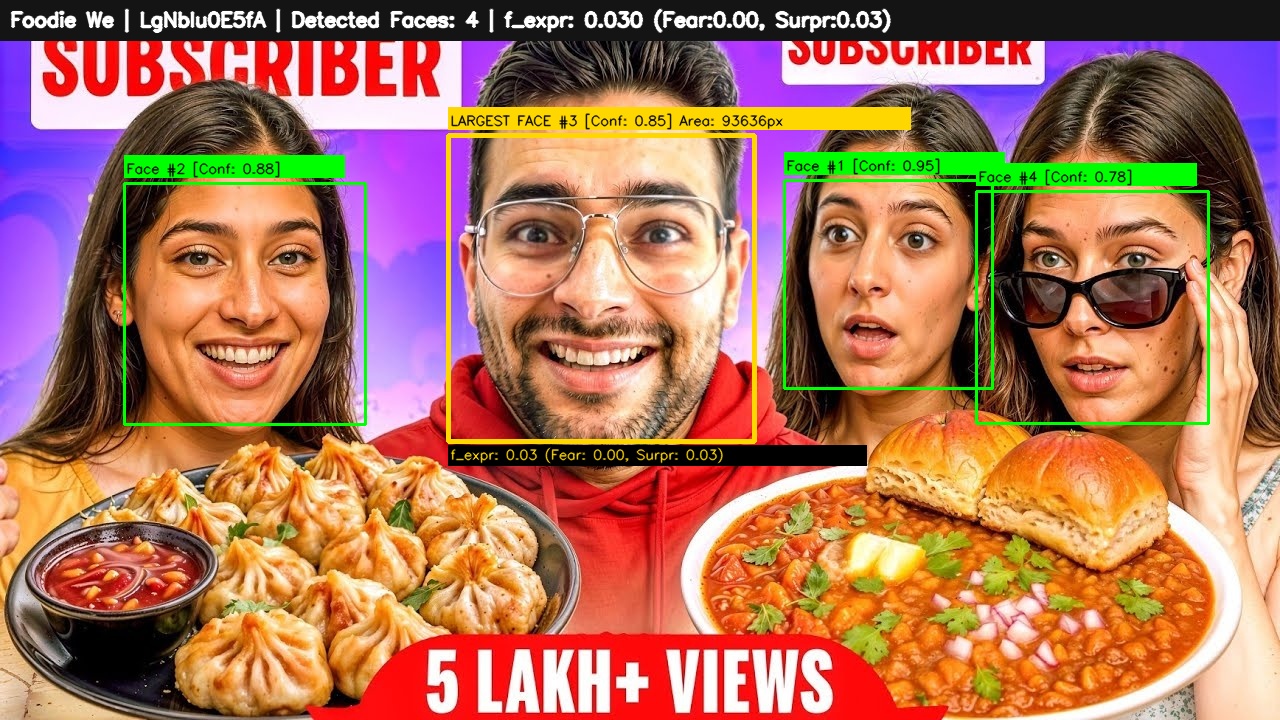 Foodie We | LgNbIu0E5fA | Detected Faces: 4 | f_expr: 0.030 (Fear:0.00, Surpr:0.03)
SUBSCRIBER
SUBSCRIBER
LARGEST FACE #3 [Conf: 0.85] Area: 93636px
Face #2 [Conf: 0.88]
Face #1 [Conf: 0.95]
Face #4 [Conf: 0.78]
f_expr: 0.03 (Fear: 0.00, Surpr: 0.03)
5 LAKH+ VIEWS